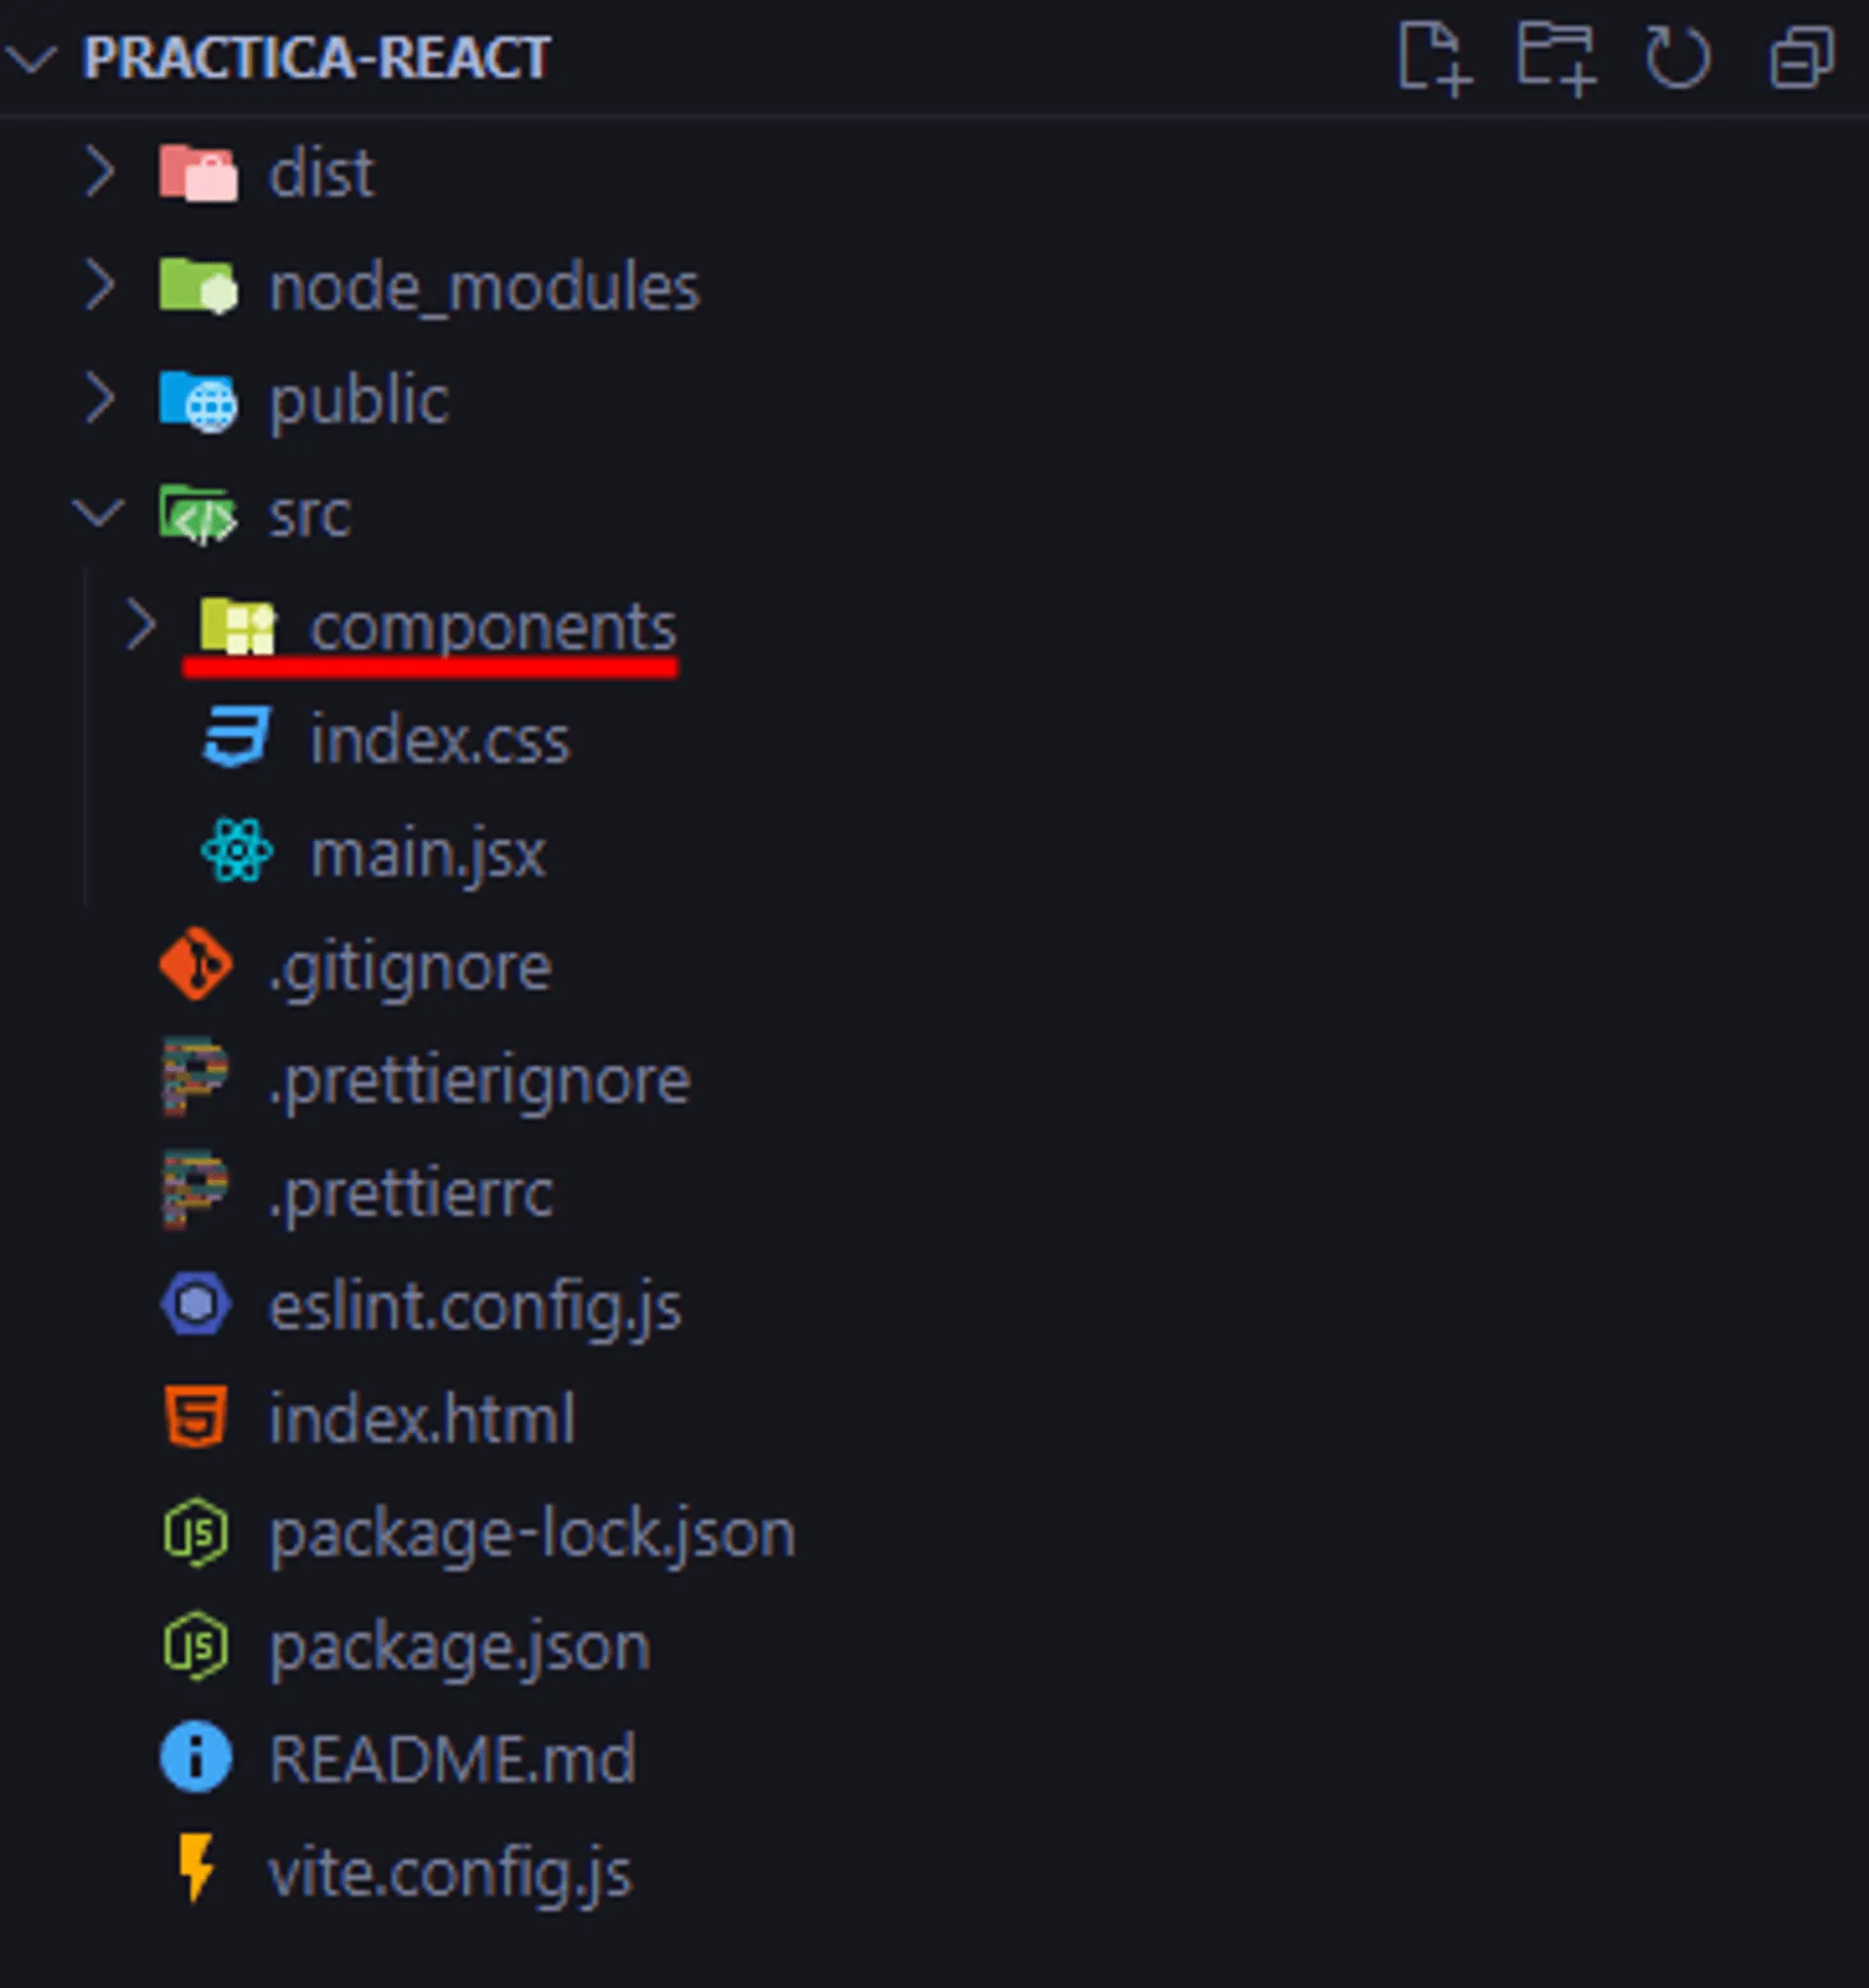 PRACTICA-REACT
dist
node_modules
public
src
components
index.css
main.jsx
.gitignore
.prettierignore
.prettierrc
eslint.config.js
index.html
package-lock.json
package.json
README.md
vite.config.js